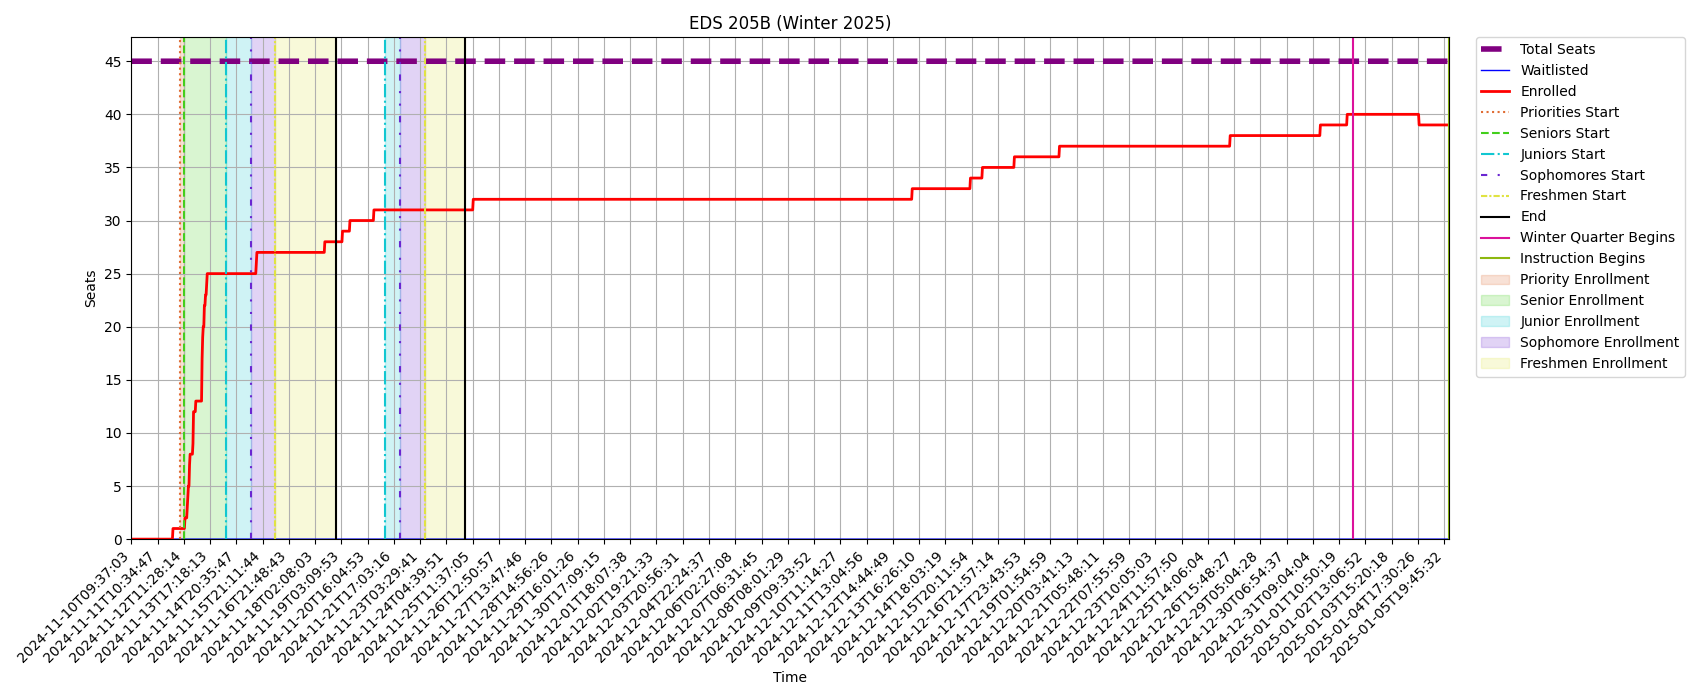 EDS 205B (Winter 2025)
Seats
45
40
35
30
25
20
15
10
5
0
2024-11-10T09:37:03
2024-11-11T10:34:47
2024-11-12T11:28:14
2024-11-13T17:18:13
2024-11-14T20:35:47
2024-11-15T21:11:44
2024-11-16T21:48:43
2024-11-18T02:08:03
2024-11-19T03:09:53
2024-11-20T16:04:53
2024-11-21T17:03:16
2024-11-23T03:29:41
2024-11-24T04:39:51
2024-11-25T11:37:05
2024-11-26T12:50:57
2024-11-27T13:47:46
2024-11-28T14:56:28
2024-11-29T16:01:26
2024-11-30T17:09:15
2024-12-01T18:07:38
2024-12-02T19:21:33
2024-12-03T20:56:31
2024-12-04T22:24:37
2024-12-06T02:27:08
2024-12-07T06:31:45
2024-12-08T08:01:29
2024-12-09T09:33:52
2024-12-10T11:14:27
2024-12-11T13:04:56
2024-12-12T14:44:49
2024-12-13T16:26:10
2024-12-14T18:03:19
2024-12-15T20:11:54
2024-12-16T21:57:14
2024-12-17T23:43:53
2024-12-19T01:54:59
2024-12-20T03:41:13
2024-12-21T05:48:11
2024-12-22T07:55:59
2024-12-23T10:05:03
2024-12-24T11:57:50
2024-12-25T14:06:04
2024-12-26T15:48:27
2024-12-29T05:04:28
2024-12-30T06:54:37
2024-12-31T09:04:04
2025-01-01T10:50:19
2025-01-02T13:06:52
2025-01-03T15:20:18
2025-01-04T17:30:26
2025-01-05T19:45:32
Time
Total Seats
Waitlisted
Enrolled
Priorities Start
Seniors Start
Juniors Start
Sophomores Start
Freshmen Start
End
Winter Quarter Begins
Instruction Begins
Priority Enrollment
Senior Enrollment
Junior Enrollment
Sophomore Enrollment
Freshmen Enrollment